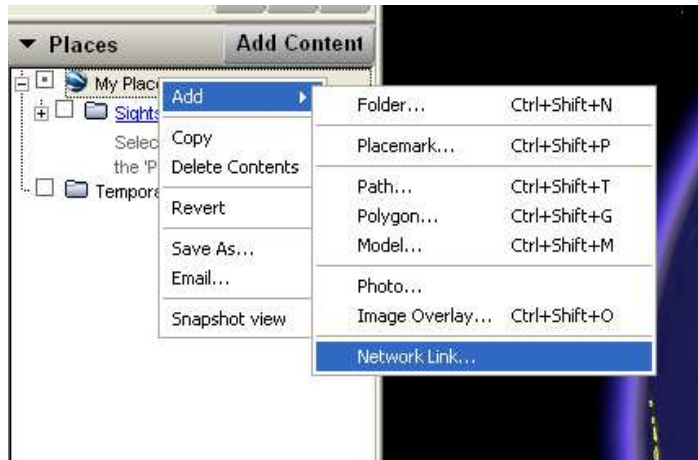 Places Add Content
My Plac
Sights
Selec
the 'P
Tempora
Add
Copy
Delete Contents
Revert
Save As...
Email...
Snapshot view
Folder... Ctrl+Shift+N
Placemark... Ctrl+Shift+P
Path... Ctrl+Shift+T
Polygon... Ctrl+Shift+G
Model... Ctrl+Shift+M
Photo...
Image Overlay... Ctrl+Shift+O
Network Link...